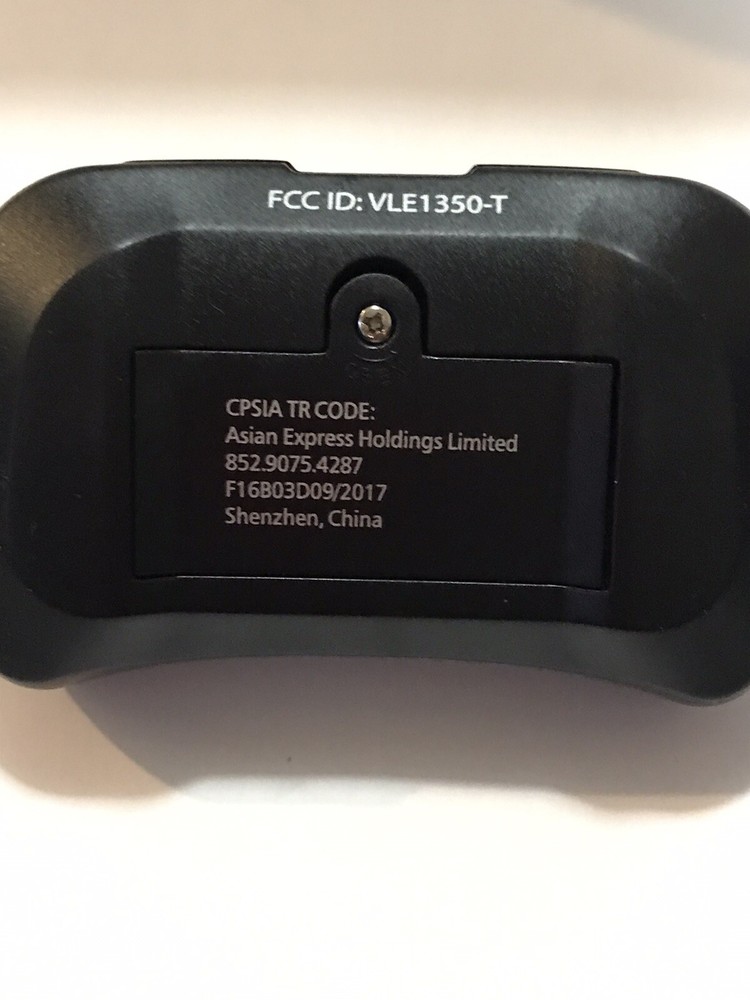 FCC ID: VLE1350-T
CPSIA TR CODE:
Asian Express Holdings Limited
852.9075.4287
F16B03D09/2017
Shenzhen, China